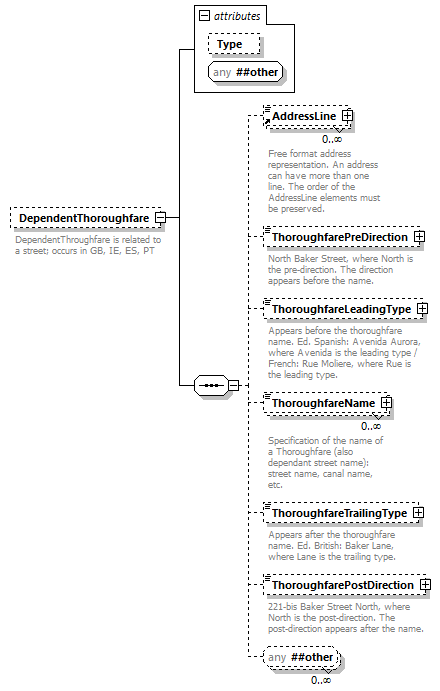 attributes
Type
any ##other
AddressLine
0..∞
Free format address
representation. An address
can have more than one
line. The order of the
AddressLine elements must
be preserved.
DependentThoroughfare
DependentThroughfare is related to
a street; occurs in GB, IE, ES, PT
ThoroughfarePreDirection
North Baker Street, where North is
the pre-direction. The direction
appears before the name.
ThoroughfareLeadingType
Appears before the thoroughfare
name. Ed. Spanish: Avenida Aurora,
where Avenida is the leading type /
French: Rue Moliere, where Rue is
the leading type.
ThoroughfareName
0..∞
Specification of the name of
a Thoroughfare (also
dependant street name):
street name, canal name,
etc.
ThoroughfareTrailingType
Appears after the thoroughfare
name. Ed. British: Baker Lane,
where Lane is the trailing type.
ThoroughfarePostDirection
221-bis Baker Street North, where
North is the post-direction. The
post-direction appears after the name.
any ##other
0..∞